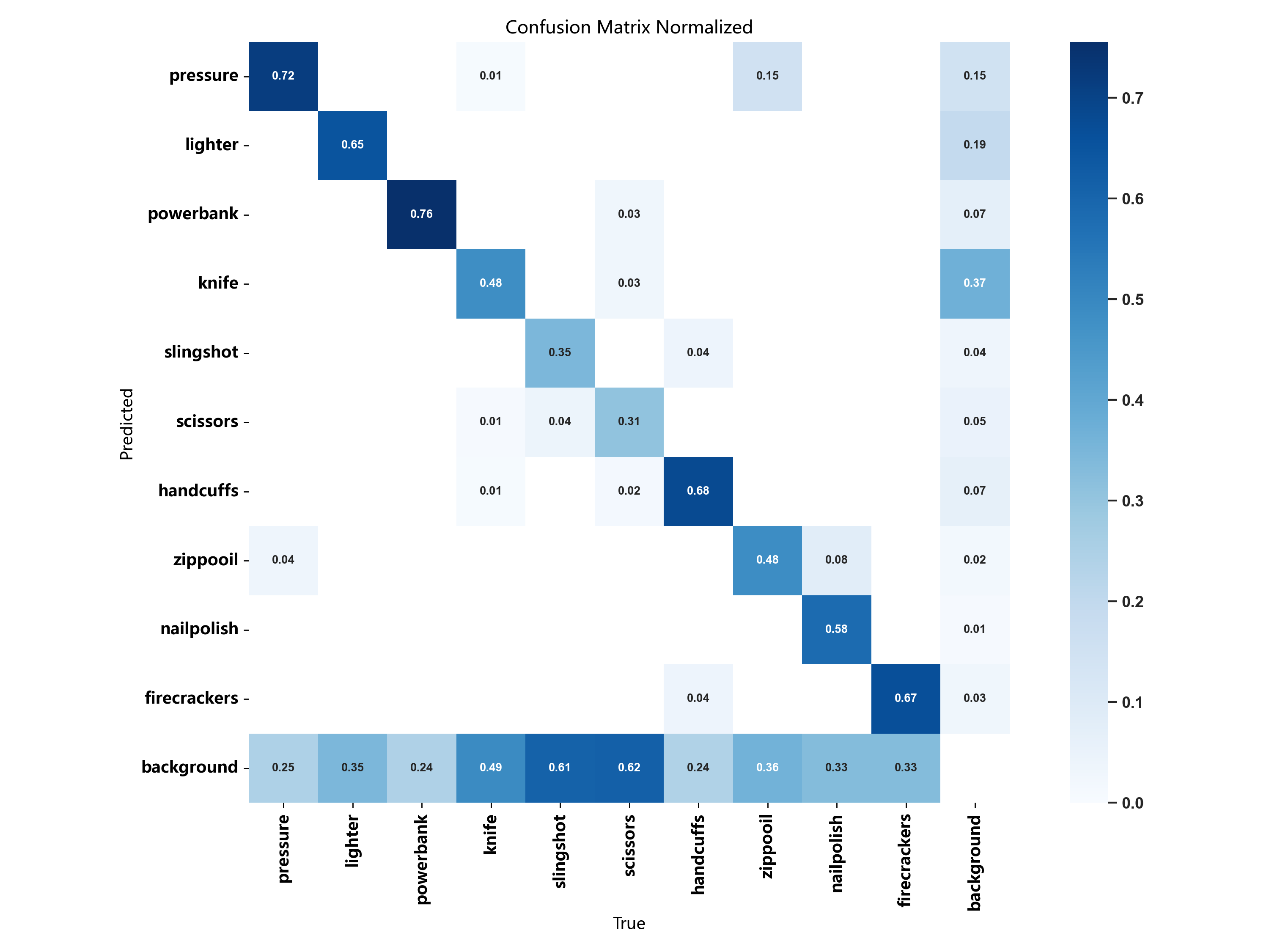 Confusion Matrix Normalized
pressure 0.72 0.01 0.15 0.15
lighter 0.65 0.19
powerbank 0.76 0.03 0.07
knife 0.48 0.03 0.37
slingshot 0.35 0.04 0.04
scissors 0.01 0.04 0.31 0.05
handcuffs 0.01 0.02 0.68 0.07
zippooil 0.04 0.48 0.08 0.02
nailpolish 0.58 0.01
firecrackers 0.04 0.67 0.03
background 0.25 0.35 0.24 0.49 0.61 0.62 0.24 0.36 0.33 0.33
Predicted
pressure lighter powerbank knife slingshot scissors handcuffs zippooil nailpolish firecrackers background
True
0.7
0.6
0.5
0.4
0.3
0.2
0.1
0.0